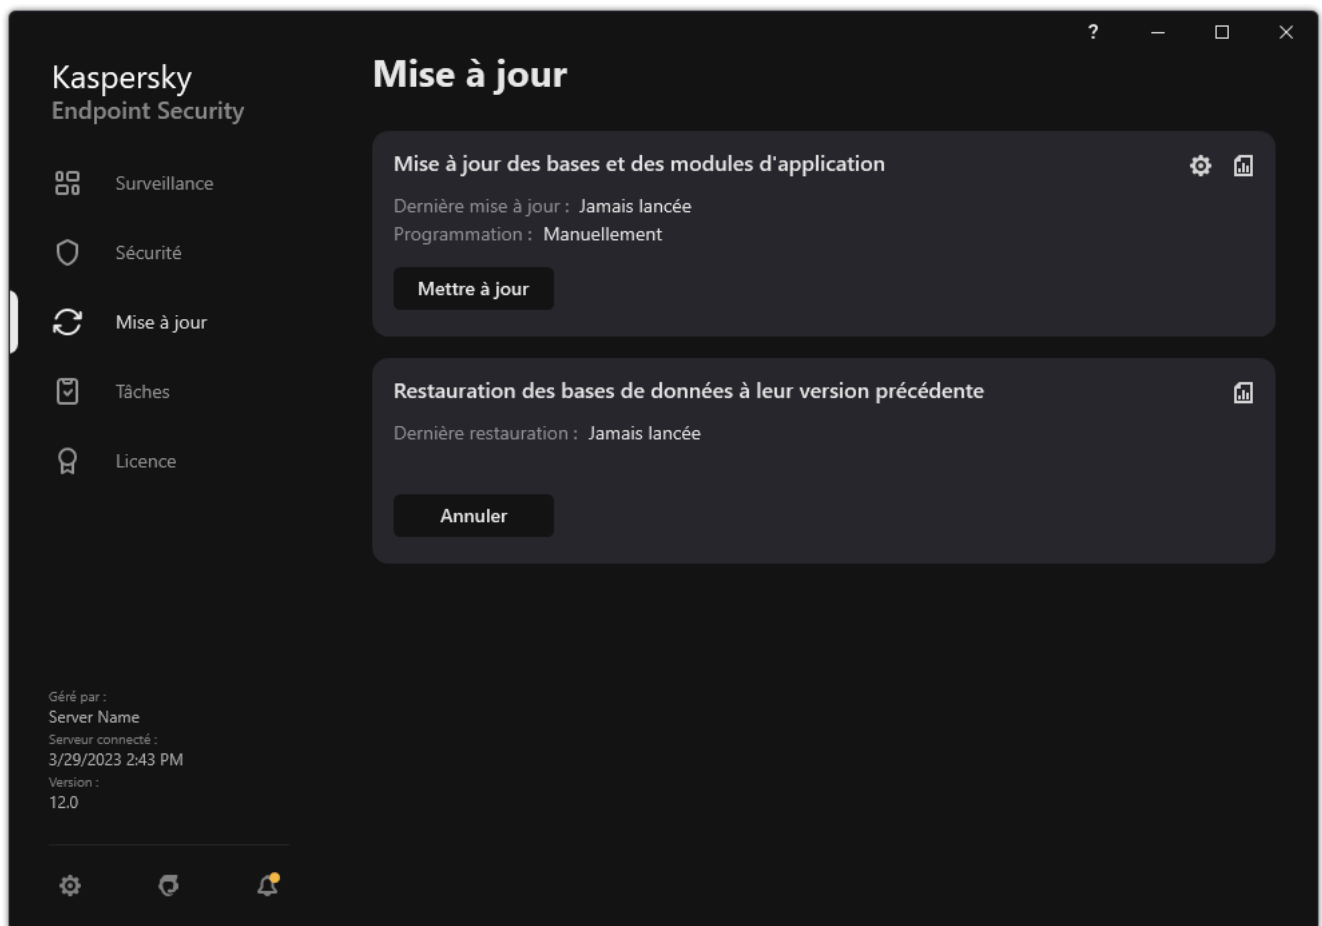 ?
Kaspersky
Endpoint Security
Surveillance
Sécurité
Mise à jour
Tâches
Licence
Géré par :
Server Name
Serveur connecté :
3/29/2023 2:43 PM
Version :
12.0
Mise à jour
Mise à jour des bases et des modules d'application
Dernière mise à jour : Jamais lancée
Programmation : Manuellement
Mettre à jour
Restauration des bases de données à leur version précédente
Dernière restauration : Jamais lancée
Annuler